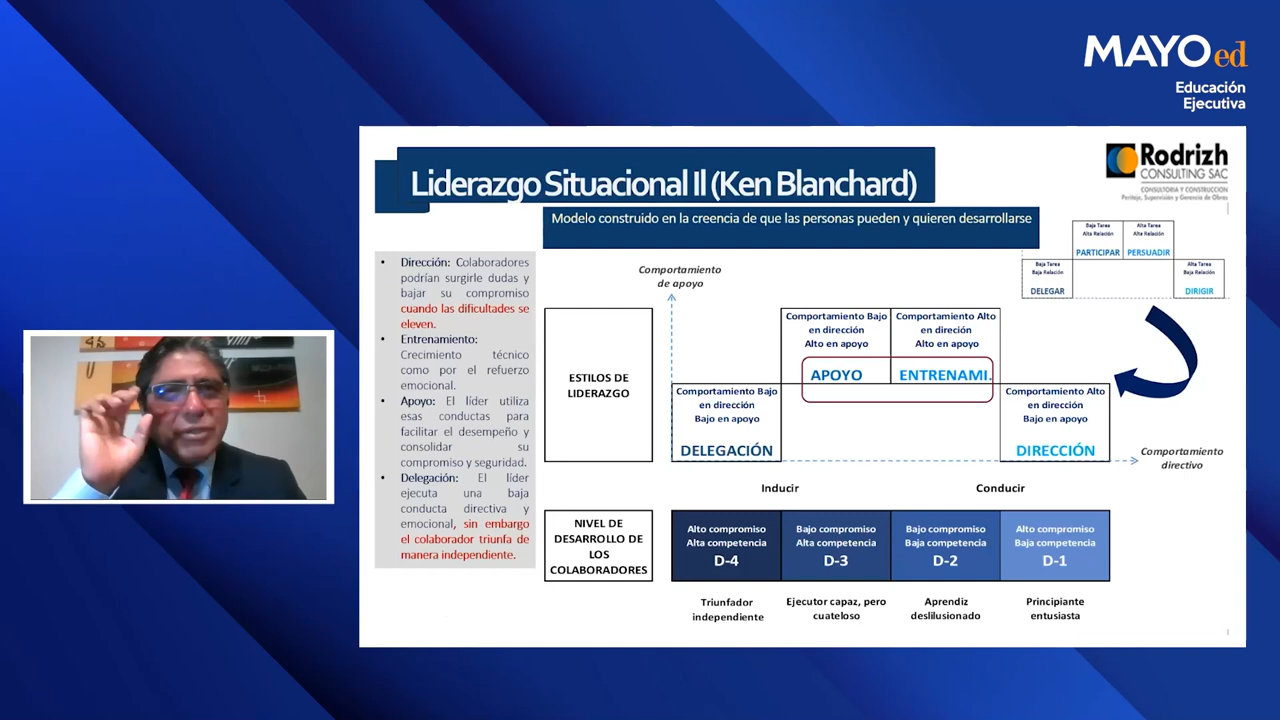 MAYO ed
Educación
Ejecutiva
Liderazgo Situacional II (Ken Blanchard)
Rodrizh
CONSULTING SAC
CONSULTORIA Y CONSTRUCCION
Peritaje, Supervisión y Gerencia de Obras
Modelo construido en la creencia de que las personas pueden y quieren desarrollarse
Baja Tarea
Alta Relación
PARTICIPAR
Alta Tarea
Alta Relación
PERSUADIR
Baja Tarea
Baja Relación
DELEGAR
Alta Tarea
Baja Relación
DIRIGIR
• Dirección: Colaboradores
podrían surgirle dudas y
bajar su compromiso
cuando las dificultades se
eleven.
• Entrenamiento:
Crecimiento técnico
como por el refuerzo
emocional.
• Apoyo: El líder utiliza
esas conductas para
facilitar el desempeño y
consolidar su
compromiso y seguridad.
• Delegación: El líder
ejecuta una baja
conducta directiva y
emocional, sin embargo
el colaborador triunfa de
manera independiente.
Comportamiento
de apoyo
ESTILOS DE
LIDERAZGO
Comportamiento Bajo
en dirección
Alto en apoyo
APOYO
Comportamiento Alto
en direción
Alto en apoyo
ENTRENAMI.
Comportamiento Bajo
en dirección
Bajo en apoyo
DELEGACIÓN
Comportamiento Alto
en dirección
Bajo en apoyo
DIRECCIÓN
Comportamiento
directivo
Inducir
Conducir
NIVEL DE
DESARROLLO DE
LOS
COLABORADORES
Alto compromiso
Alta competencia
D-4
Bajo compromiso
Alta competencia
D-3
Bajo compromiso
Baja competencia
D-2
Alto compromiso
Baja competencia
D-1
Triunfador
independiente
Ejecutor capaz, pero
cuateloso
Aprendiz
deslilusionado
Principiante
entusiasta